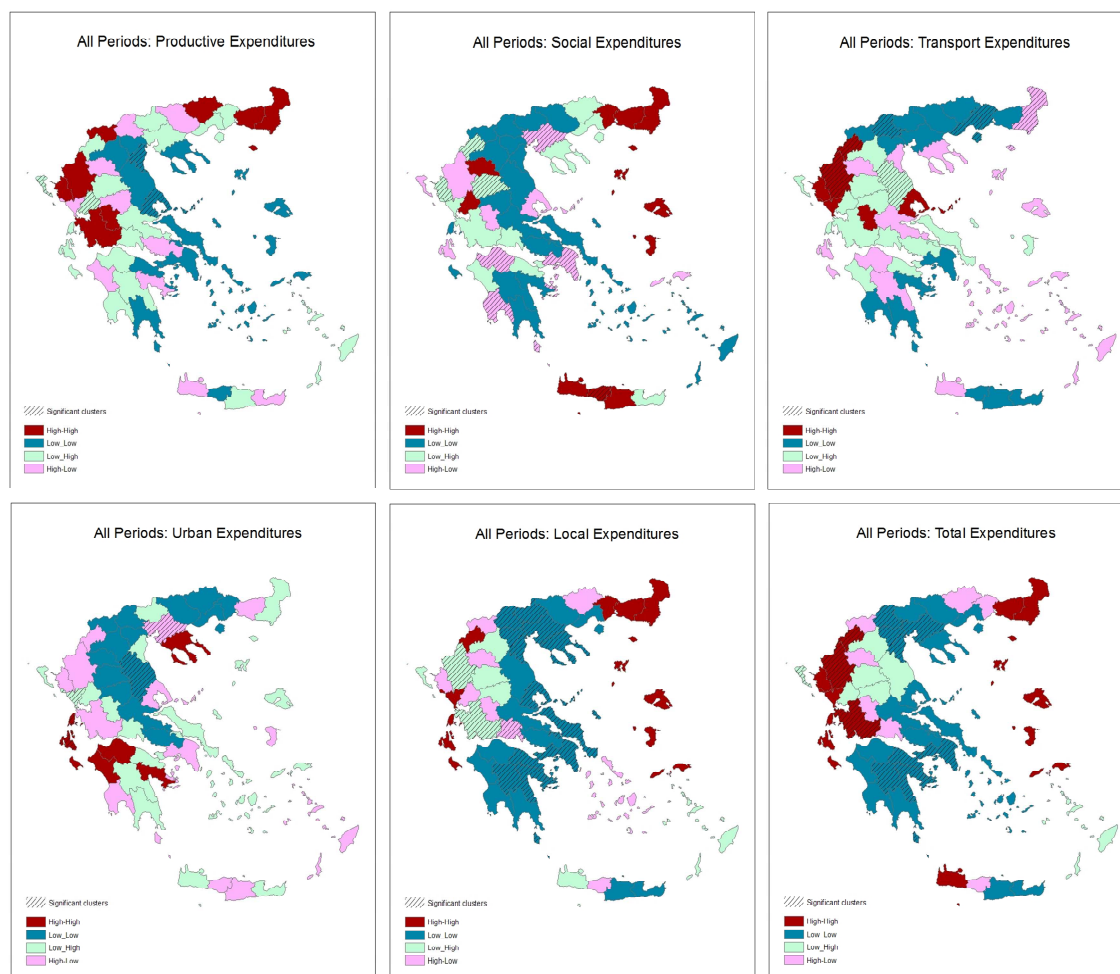 All Periods: Productive Expenditures
Significant clusters
High-High
Low_Low
Low_High
High-Low
All Periods: Social Expenditures
Significant clusters
High-High
Low_Low
Low_High
High-Low
All Periods: Transport Expenditures
Significant clusters
High-High
Low_Low
Low_High
High-Low
All Periods: Urban Expenditures
Significant clusters
High-High
Low_Low
Low_High
High-Low
All Periods: Local Expenditures
Significant clusters
High-High
Low_Low
Low_High
High-Low
All Periods: Total Expenditures
Significant clusters
High-High
Low_Low
Low_High
High-Low